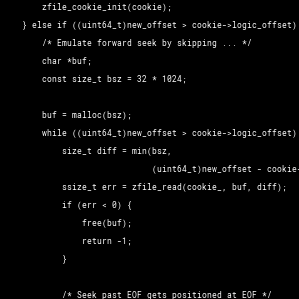 zfile_cookie_init(cookie);
} else if ((uint64_t)new_offset > cookie->logic_offset)
/* Emulate forward seek by skipping ... */
char *buf;
const size_t bsz = 32 * 1024;
buf = malloc(bsz);
while ((uint64_t)new_offset > cookie->logic_offset)
size_t diff = min(bsz,
(uint64_t)new_offset - cookie-
ssize_t err = zfile_read(cookie_, buf, diff);
if (err < 0) {
free(buf);
return -1;
}
/* Seek past EOF gets positioned at EOF */